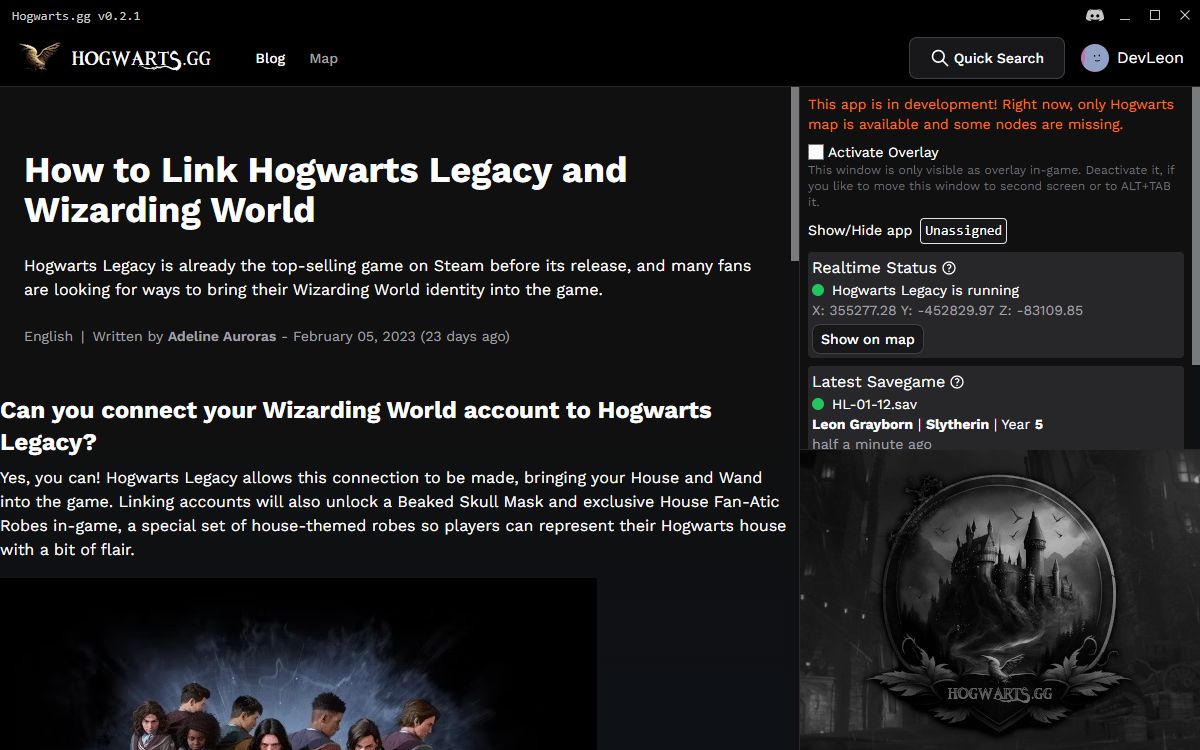 Hogwarts.gg v0.2.1
HOGWARTS.GG
Blog
Map
Quick Search
DevLeon
How to Link Hogwarts Legacy and
Wizarding World
Hogwarts Legacy is already the top-selling game on Steam before its release, and many fans
are looking for ways to bring their Wizarding World identity into the game.
English | Written by Adeline Auroras - February 05, 2023 (23 days ago)
Can you connect your Wizarding World account to Hogwarts
Legacy?
Yes, you can! Hogwarts Legacy allows this connection to be made, bringing your House and Wand
into the game. Linking accounts will also unlock a Beaked Skull Mask and exclusive House Fan-Atic
Robes in-game, a special set of house-themed robes so players can represent their Hogwarts house
with a bit of flair.
This app is in development! Right now, only Hogwarts
map is available and some nodes are missing.
Activate Overlay
This window is only visible as overlay in-game. Deactivate it, if
you like to move this window to second screen or to ALT+TAB
it.
Show/Hide app Unassigned
Realtime Status
Hogwarts Legacy is running
X: 355277.28 Y: -452829.97 Z: -83109.85
Show on map
Latest Savegame
HL-01-12.sav
Leon Grayborn | Slytherin | Year 5
half a minute ago
HOGWARTS.GG